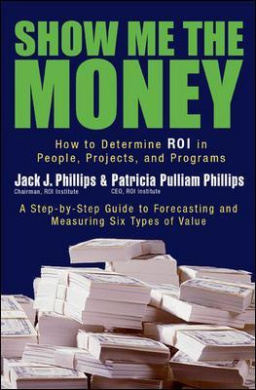 SHOW ME THE
MONEY
How to Determine ROI in
People, Projects, and Programs
Jack J. Phillips & Patricia Pulliam Phillips
Chairman, ROI Institute CEO, ROI Institute
A Step-by-Step Guide to Forecasting and
Measuring Six Types of Value